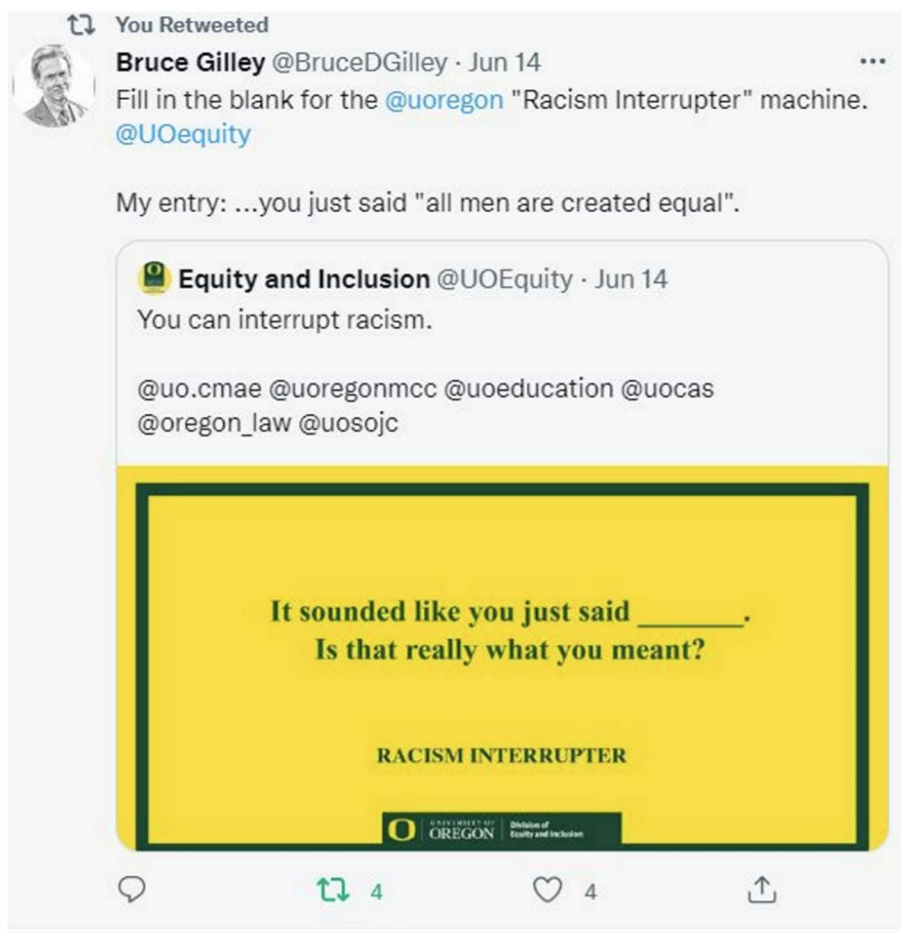 You Retweeted
Bruce Gilley @BruceDGilley · Jun 14
Fill in the blank for the @uoregon "Racism Interrupter" machine.
@UOequity
My entry: ...you just said "all men are created equal".
Equity and Inclusion @UOEquity · Jun 14
You can interrupt racism.
@uo.cmae @uoregonmcc @uoeducation @uocas
@oregon_law @uosojc
It sounded like you just said ________.
Is that really what you meant?
RACISM INTERRUPTER
UNIVERSITY OF
OREGON
Division of
Equity and Inclusion
4
4